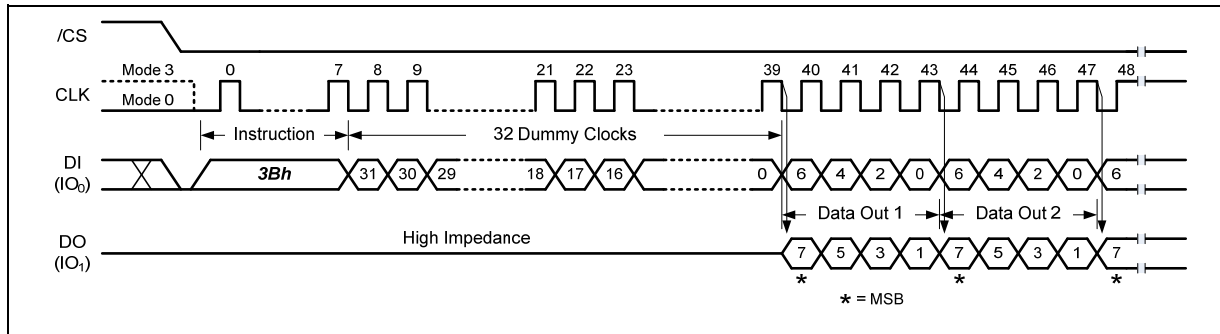 /CS
Mode 3 0 7 8 9 21 22 23 39 40 41 42 43 44 45 46 47 48
CLK Mode 0
Instruction 32 Dummy Clocks
DI
(IO0) 3Bh 31 30 29 18 17 16 0 6 4 2 0 6 4 2 0 6
Data Out 1 Data Out 2
High Impedance
DO
(IO1) 7 5 3 1 7 5 3 1 7
* * *
* = MSB